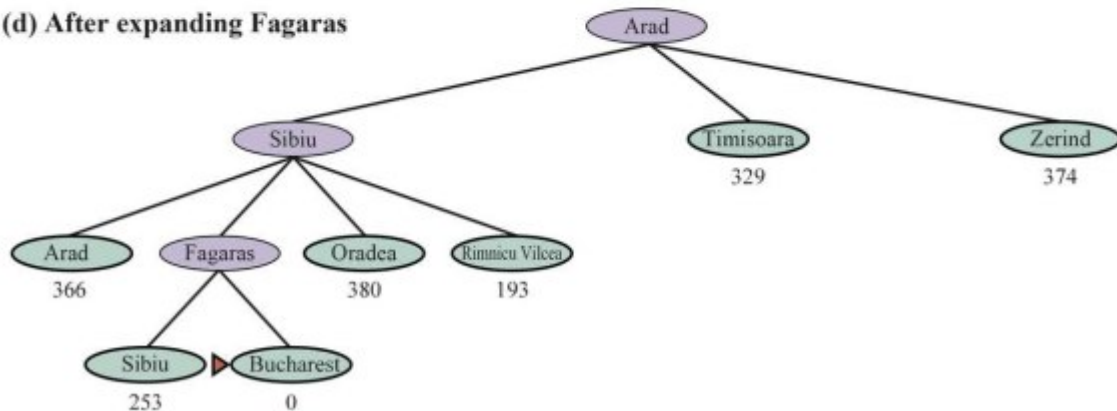 (d) After expanding Fagaras
Arad
Sibiu
Timisoara
Zerind
329
374
Arad
Fagaras
Oradea
Rimnicu Vilcea
366
380
193
Sibiu
Bucharest
253
0